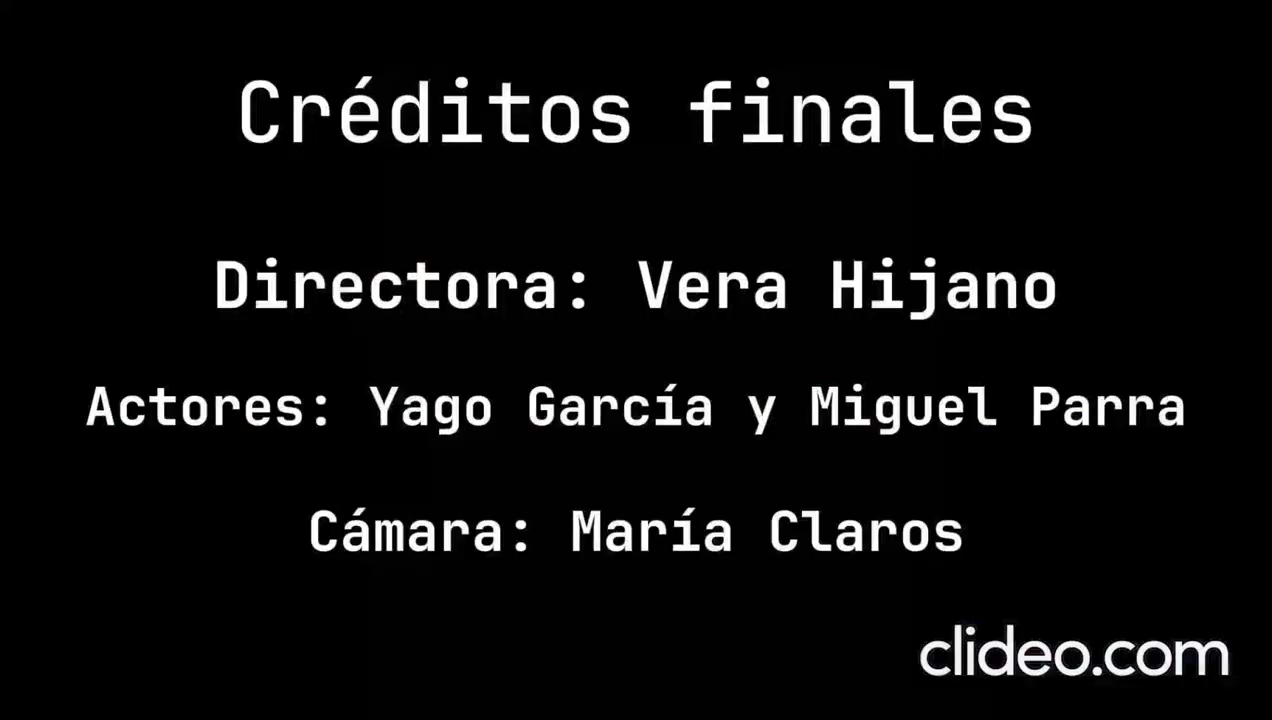 Créditos finales
Directora: Vera Hijano
Actores: Yago García y Miguel Parra
Cámara: María Claros
clideo.com